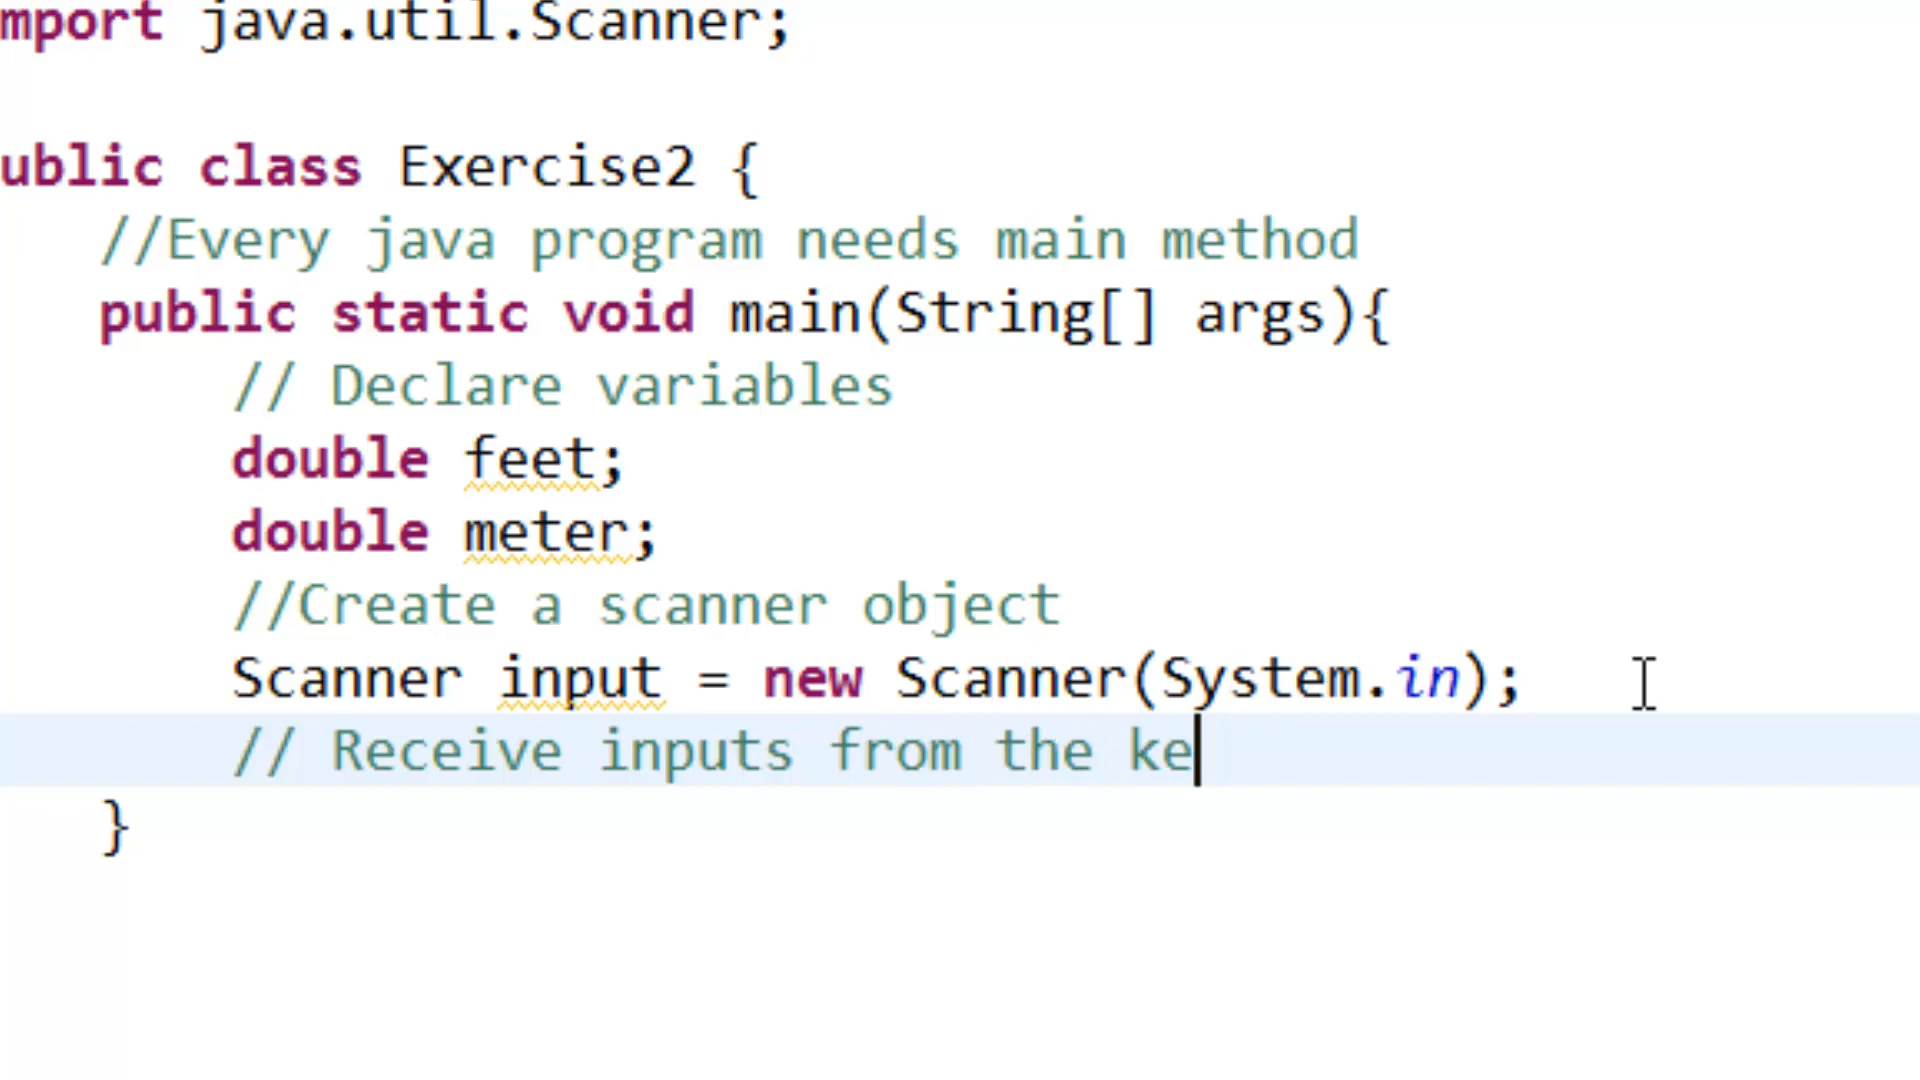 mport java.util.Scanner;
ublic class Exercise2 {
//Every java program needs main method
public static void main(String[] args){
// Declare variables
double feet;
double meter;
//Create a scanner object
Scanner input = new Scanner(System.in);
// Receive inputs from the ke
}